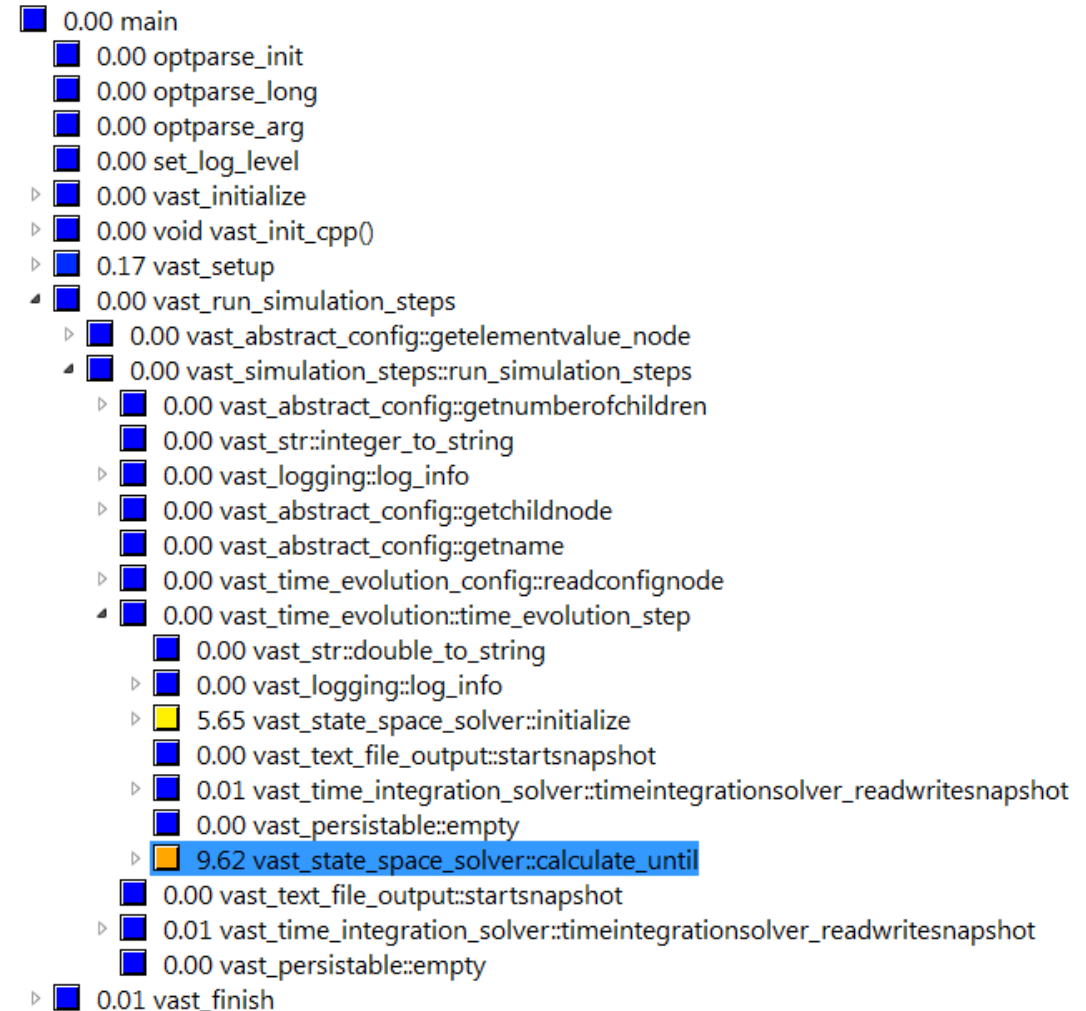 0.00 main
0.00 optparse_init
0.00 optparse_long
0.00 optparse_arg
0.00 set_log_level
0.00 vast_initialize
0.00 void vast_init_cpp()
0.17 vast_setup
0.00 vast_run_simulation_steps
0.00 vast_abstract_config::getelementvalue_node
0.00 vast_simulation_steps::run_simulation_steps
0.00 vast_abstract_config::getnumberofchildren
0.00 vast_str::integer_to_string
0.00 vast_logging::log_info
0.00 vast_abstract_config::getchildnode
0.00 vast_abstract_config::getname
0.00 vast_time_evolution_config::readconfignode
0.00 vast_time_evolution::time_evolution_step
0.00 vast_str::double_to_string
0.00 vast_logging::log_info
5.65 vast_state_space_solver::initialize
0.00 vast_text_file_output::startsnapshot
0.01 vast_time_integration_solver::timeintegrationsolver_readwritesnapshot
0.00 vast_persistable::empty
9.62 vast_state_space_solver::calculate_until
0.00 vast_text_file_output::startsnapshot
0.01 vast_time_integration_solver::timeintegrationsolver_readwritesnapshot
0.00 vast_persistable::empty
0.01 vast_finish